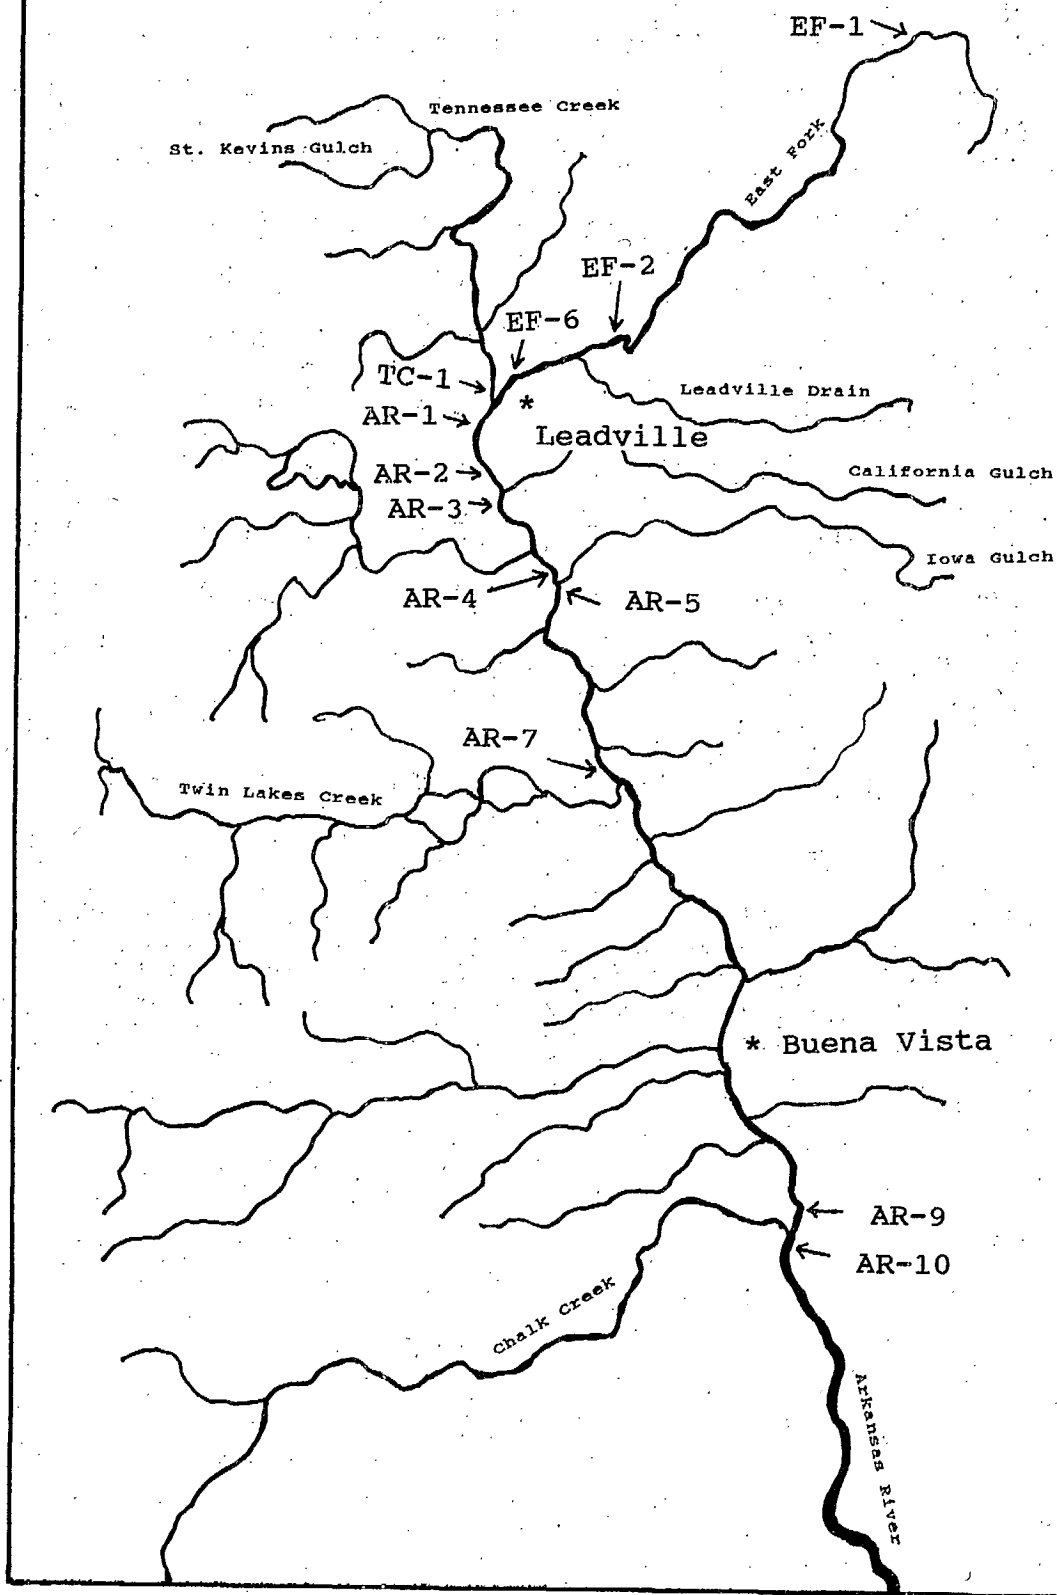 EF-1
Tennessee Creek
St. Kevins Gulch
East Fork
EF-2
EF-6
TC-1
Leadville Drain
AR-1
*
Leadville
AR-2
California Gulch
AR-3
Iowa Gulch
AR-4
AR-5
AR-7
Twin Lakes Creek
* Buena Vista
AR-9
AR-10
Chalk Creek
Arkansas River